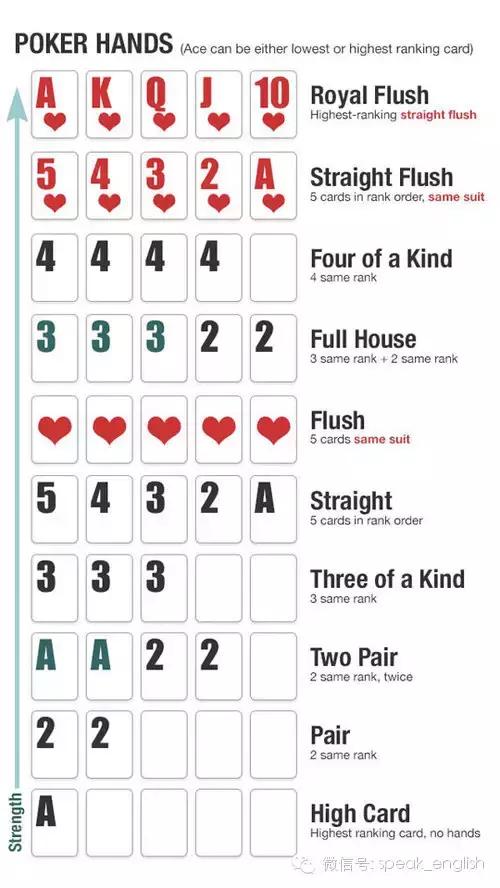 POKER HANDS (Ace can be either lowest or highest ranking card)
A K Q J 10
Royal Flush
Highest-ranking straight flush
5 4 3 2 A
Straight Flush
5 cards in rank order, same suit
4 4 4 4
Four of a Kind
4 same rank
3 3 3 2 2
Full House
3 same rank + 2 same rank
Flush
5 cards same suit
5 4 3 2 A
Straight
5 cards in rank order
3 3 3
Three of a Kind
3 same rank
A A 2 2
Two Pair
2 same rank, twice
2 2
Pair
2 same rank
A
High Card
Highest ranking card, no hands
Strength
微信号: speak_english